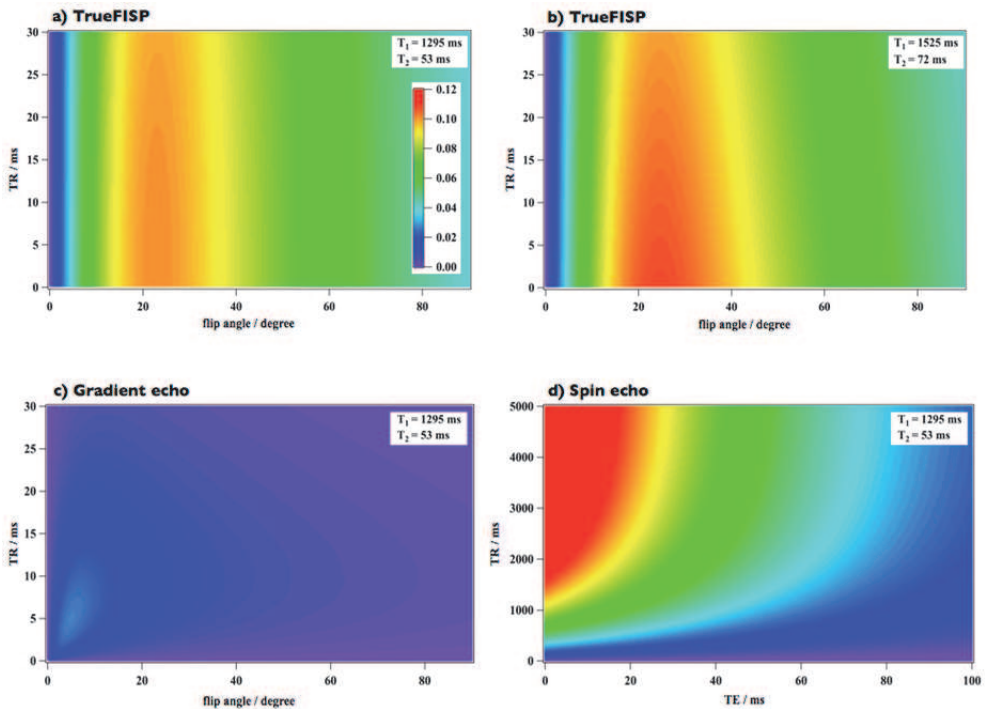 a) TrueFISP
30
25
20
15
10
5
0
TR / ms
T1 = 1295 ms
T2 = 53 ms
0.12
0.10
0.08
0.06
0.04
0.02
0.00
0 20 40 60 80
flip angle / degree
b) TrueFISP
30
25
20
15
10
5
0
TR / ms
T1 = 1525 ms
T2 = 72 ms
0 20 40 60 80
flip angle / degree
c) Gradient echo
30
25
20
15
10
5
0
TR / ms
T1 = 1295 ms
T2 = 53 ms
0 20 40 60 80
flip angle / degree
d) Spin echo
5000
4000
3000
2000
1000
0
TR / ms
T1 = 1295 ms
T2 = 53 ms
0 20 40 60 80 100
TE / ms